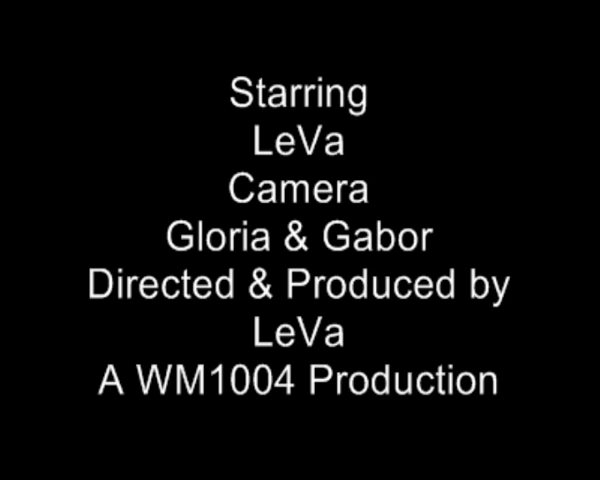 Starring
LeVa
Camera
Gloria & Gabor
Directed & Produced by
LeVa
A WM1004 Production